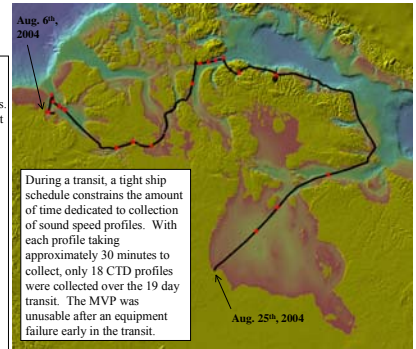 Aug. 6th,
2004
s.
t
During a transit, a tight ship
schedule constrains the amount
of time dedicated to collection
of sound speed profiles.  With
each profile taking
approximately 30 minutes to
collect, only 18 CTD profiles
were collected over the 19 day
transit.  The MVP was
unusable after an equipment
failure early in the transit.
Aug. 25th, 2004